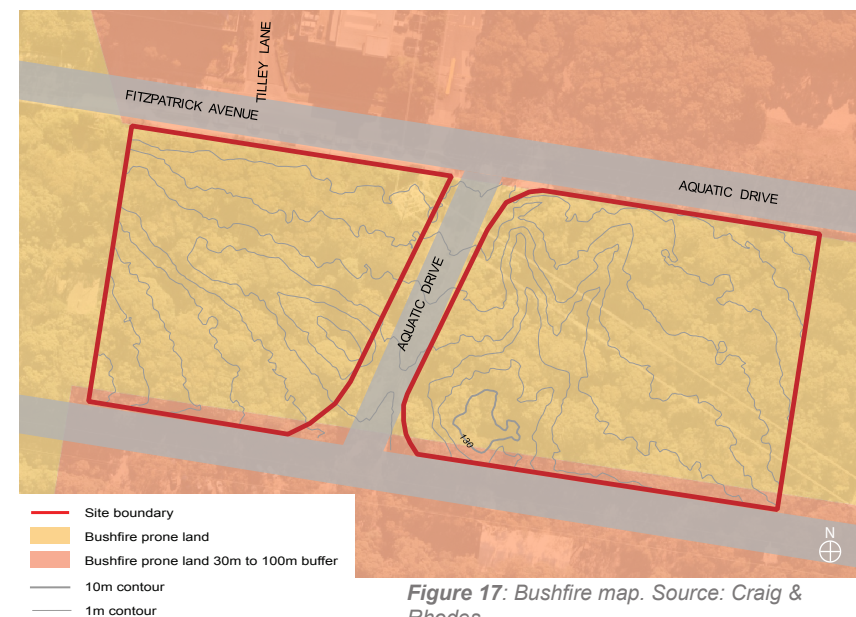 TILLEY LANE
FITZPATRICK AVENUE
AQUATIC DRIVE
AQUATIC DRIVE
130
N
Site boundary
Bushfire prone land
Bushfire prone land 30m to 100m buffer
10m contour
1m contour
Figure 17: Bushfire map. Source: Craig &
Rhodes